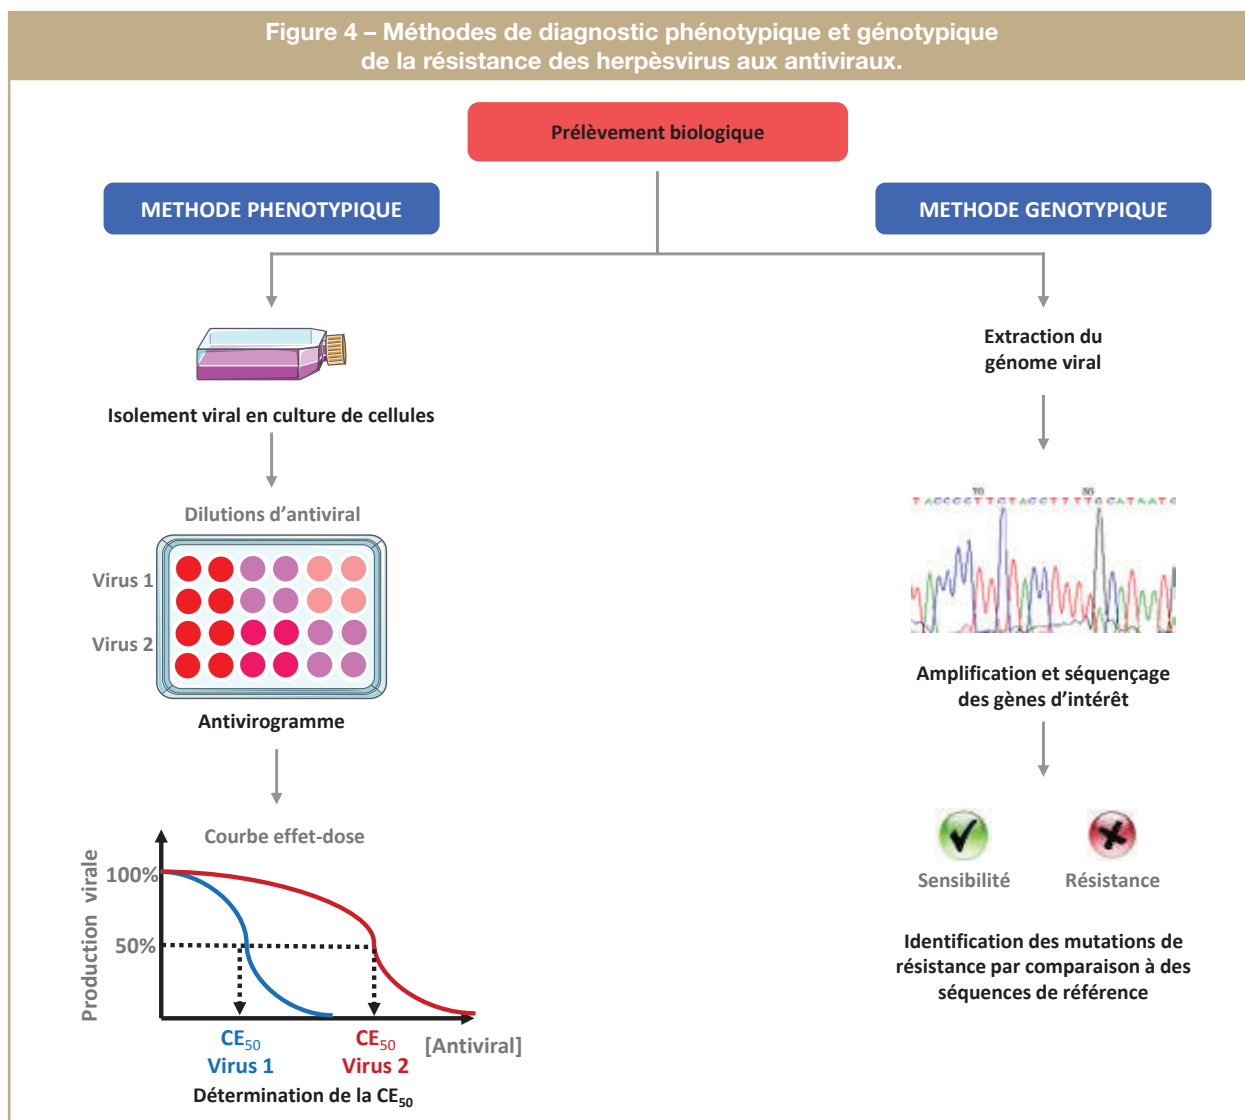 Figure 4 – Méthodes de diagnostic phénotypique et génotypique
de la résistance des herpèsvirus aux antiviraux.
Prélèvement biologique
METHODE PHENOTYPIQUE
METHODE GENOTYPIQUE
Isolement viral en culture de cellules
Dilutions d'antiviral
Virus 1
Virus 2
Antivirogramme
Courbe effet-dose
Production virale
100%
50%
CE50
Virus 1
CE50
Virus 2
[Antiviral]
Détermination de la CE50
Extraction du
génome viral
70 80
T A C C C C T T G T A C C T T T T G C A T A A T G
Amplification et séquençage
des gènes d'intérêt
Sensibilité
Résistance
Identification des mutations de
résistance par comparaison à des
séquences de référence